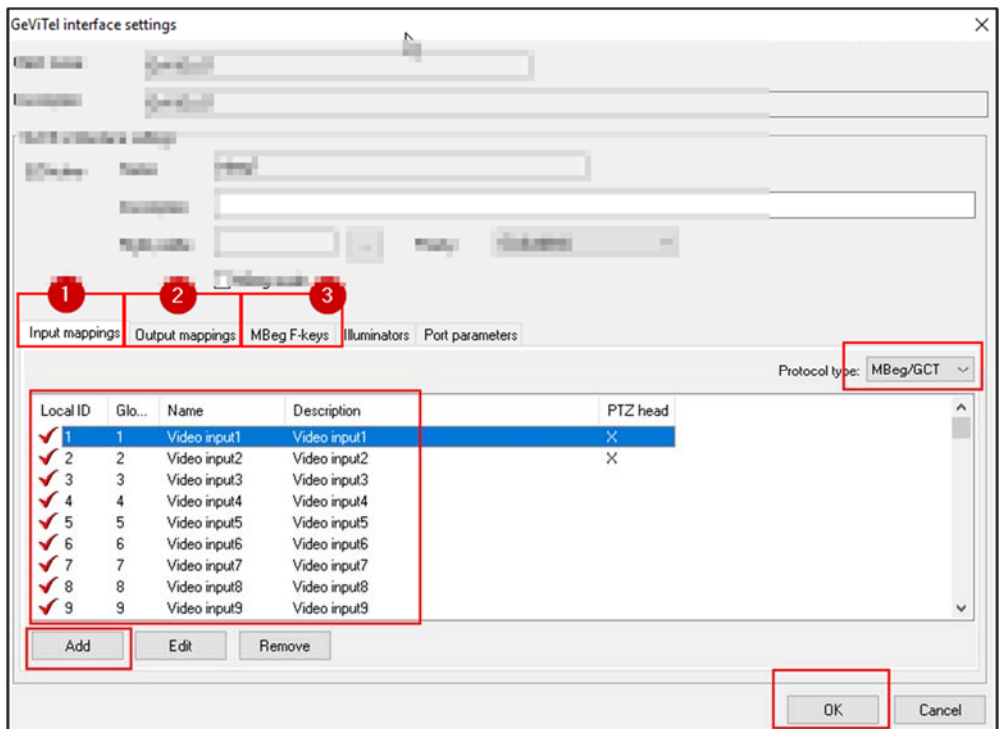 GeViTel interface settings
1 2 3
Input mappings Output mappings MBeg F-keys Illuminators Port parameters
Protocol type: MBeg/GCT
Local ID Glo... Name Description PTZ head
1 1 Video input1 Video input1 X
2 2 Video input2 Video input2 X
3 3 Video input3 Video input3
4 4 Video input4 Video input4
5 5 Video input5 Video input5
6 6 Video input6 Video input6
7 7 Video input7 Video input7
8 8 Video input8 Video input8
9 9 Video input9 Video input9
Add Edit Remove
OK Cancel